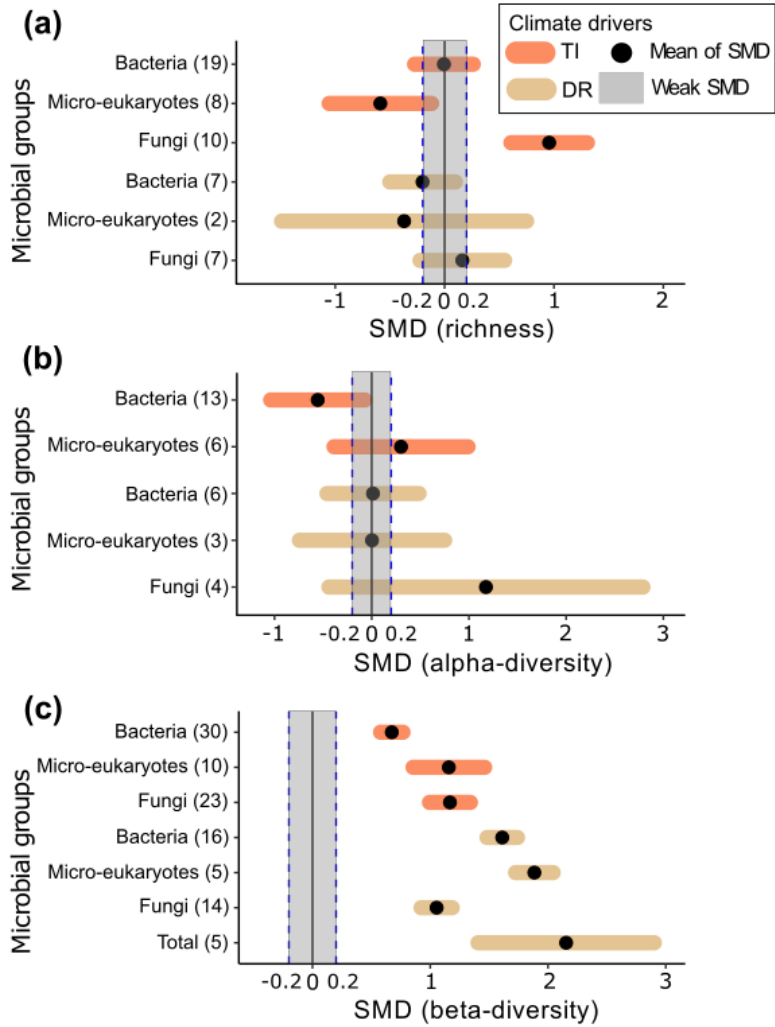 (a)
Climate drivers
TI
Mean of SMD
DR
Weak SMD
Microbial groups
Bacteria (19)
Micro-eukaryotes (8)
Fungi (10)
Bacteria (7)
Micro-eukaryotes (2)
Fungi (7)
-1 -0.2 0 0.2 1 2
SMD (richness)
(b)
Microbial groups
Bacteria (13)
Micro-eukaryotes (6)
Bacteria (6)
Micro-eukaryotes (3)
Fungi (4)
-1 -0.2 0 0.2 1 2 3
SMD (alpha-diversity)
(c)
Microbial groups
Bacteria (30)
Micro-eukaryotes (10)
Fungi (23)
Bacteria (16)
Micro-eukaryotes (5)
Fungi (14)
Total (5)
-0.2 0 0.2 1 2 3
SMD (beta-diversity)